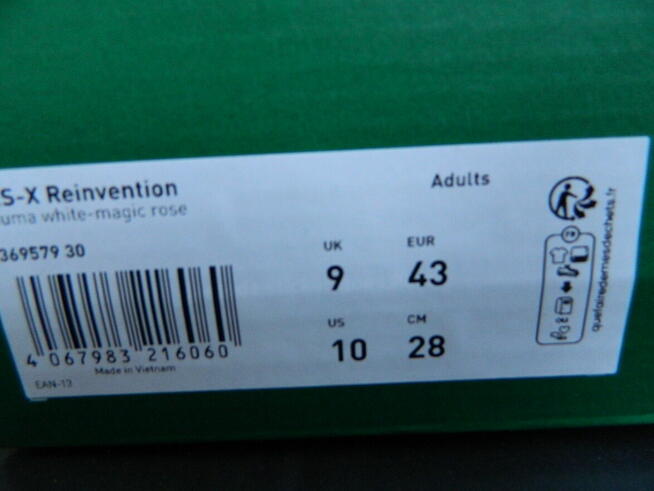 S-X Reinvention
uma white-magic rose
369579 30
4 067983 216060
Made in Vietnam
EAN-13
Adults
UK
9
EUR
43
US
10
CM
28
quefairedemesdechets.fr